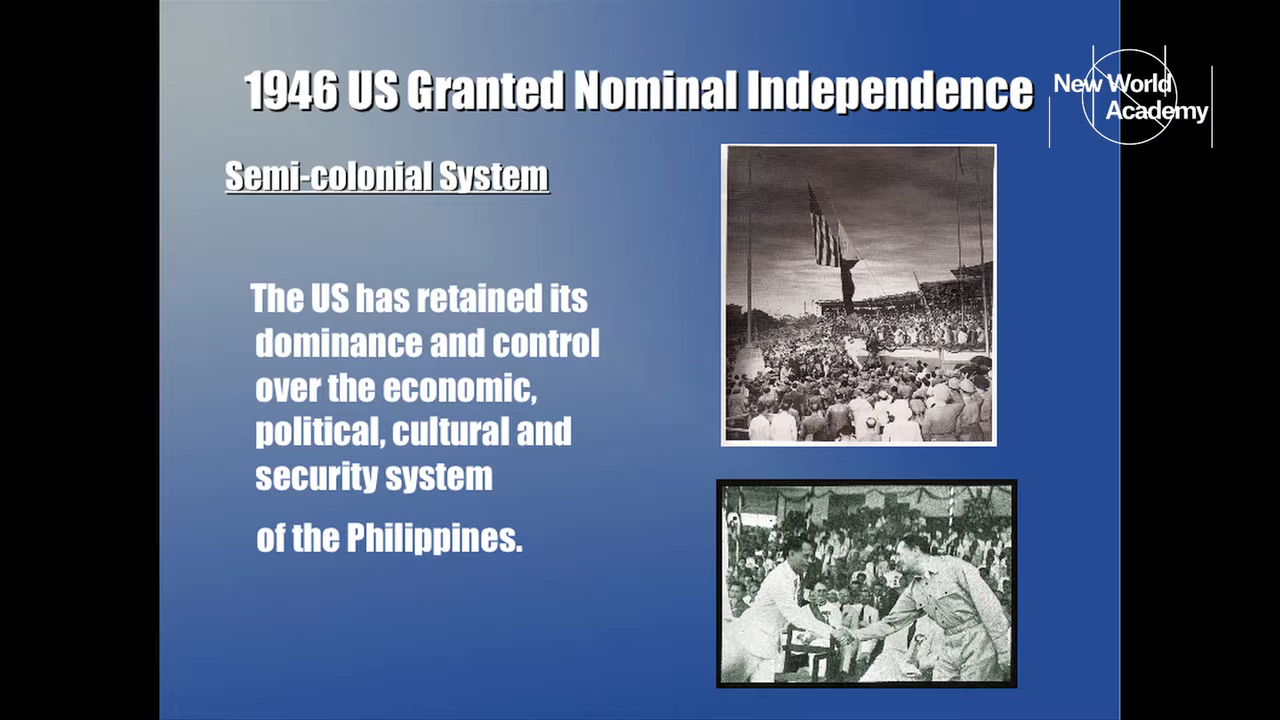 1946 US Granted Nominal Independence
New World
Academy
Semi-colonial System
The US has retained its
dominance and control
over the economic,
political, cultural and
security system
of the Philippines.